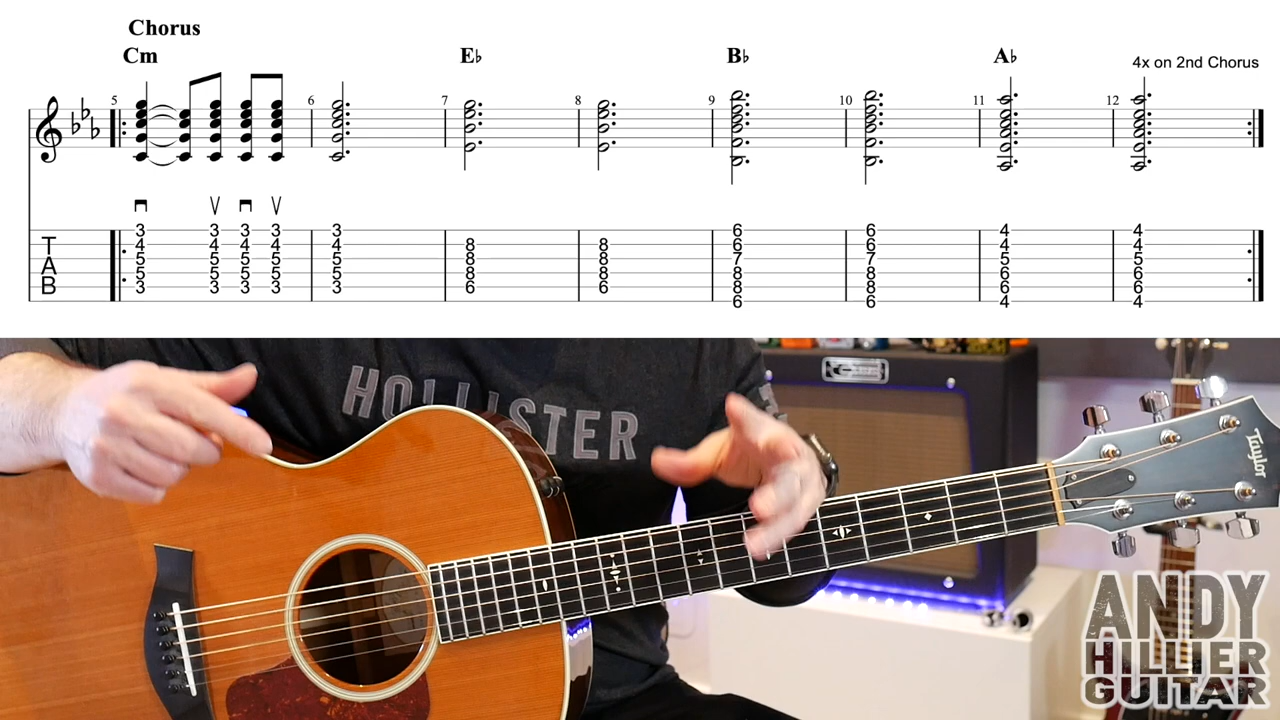 Chorus
Cm E♭ B♭ A♭ 4x on 2nd Chorus
5 6 7 8 9 10 11 12
3 3 3 3 3 6 6 4 4
T 4 4 4 4 4 8 8 6 6 4 4
A 5 5 5 5 5 8 8 7 7 5 5
5 5 5 5 5 8 8 8 8 6 6
B 3 3 3 3 3 6 6 8 8 6 6
6 6 4 4
HOLLISTER
Taylor
ANDY
HILLIER
GUITAR